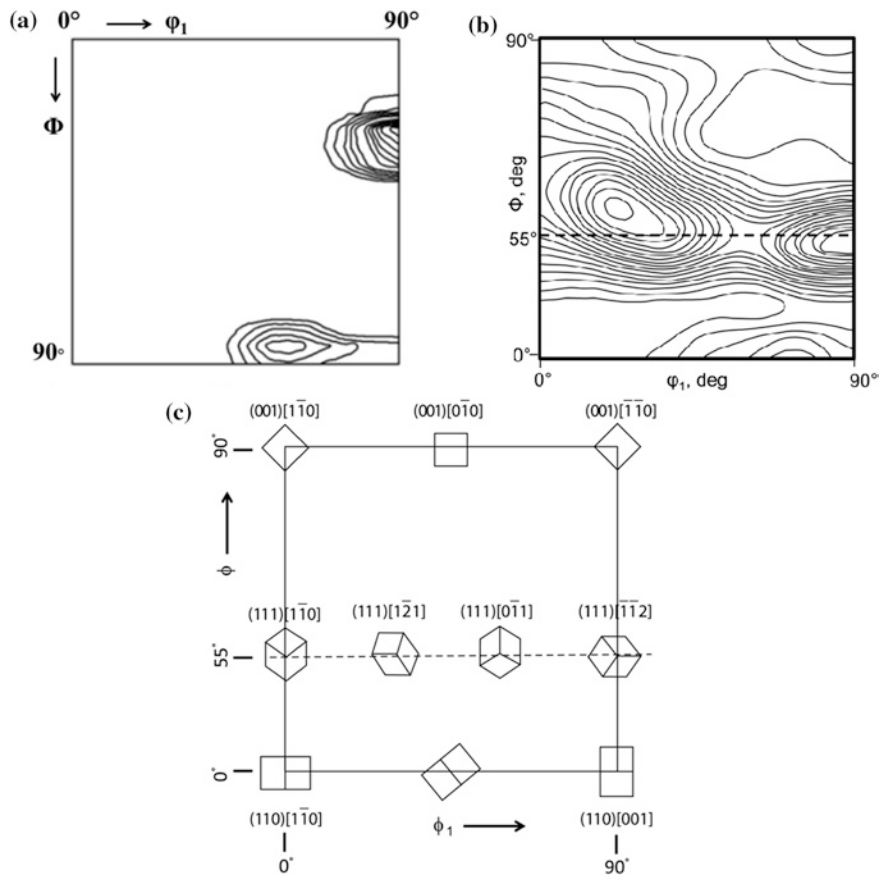 (a)
0° → φ₁ 90°
↓
Φ
90°
(b)
90°
Φ, deg
55°
0°
0° φ₁, deg 90°
(c)
(001)[11̅0] (001)[01̅0] (001)[1̅1̅0]
90°
ϕ
(111)[11̅0] (111)[12̅1] (111)[01̅1] (111)[1̅1̅2]
55°
0°
(110)[11̅0] ϕ₁ → (110)[001]
0° 90°